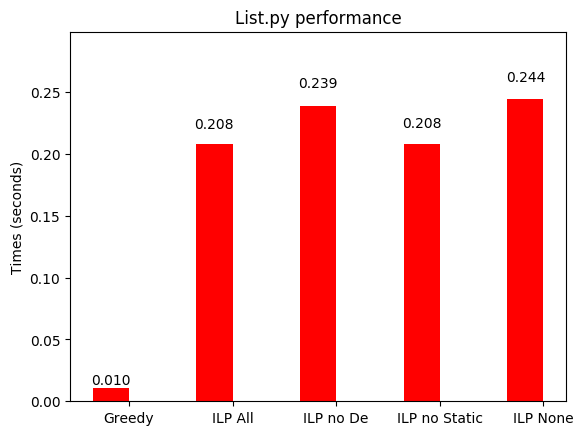 List.py performance
Times (seconds)
0.25
0.20
0.15
0.10
0.05
0.00
0.010
0.208
0.239
0.208
0.244
Greedy
ILP All
ILP no De
ILP no Static
ILP None